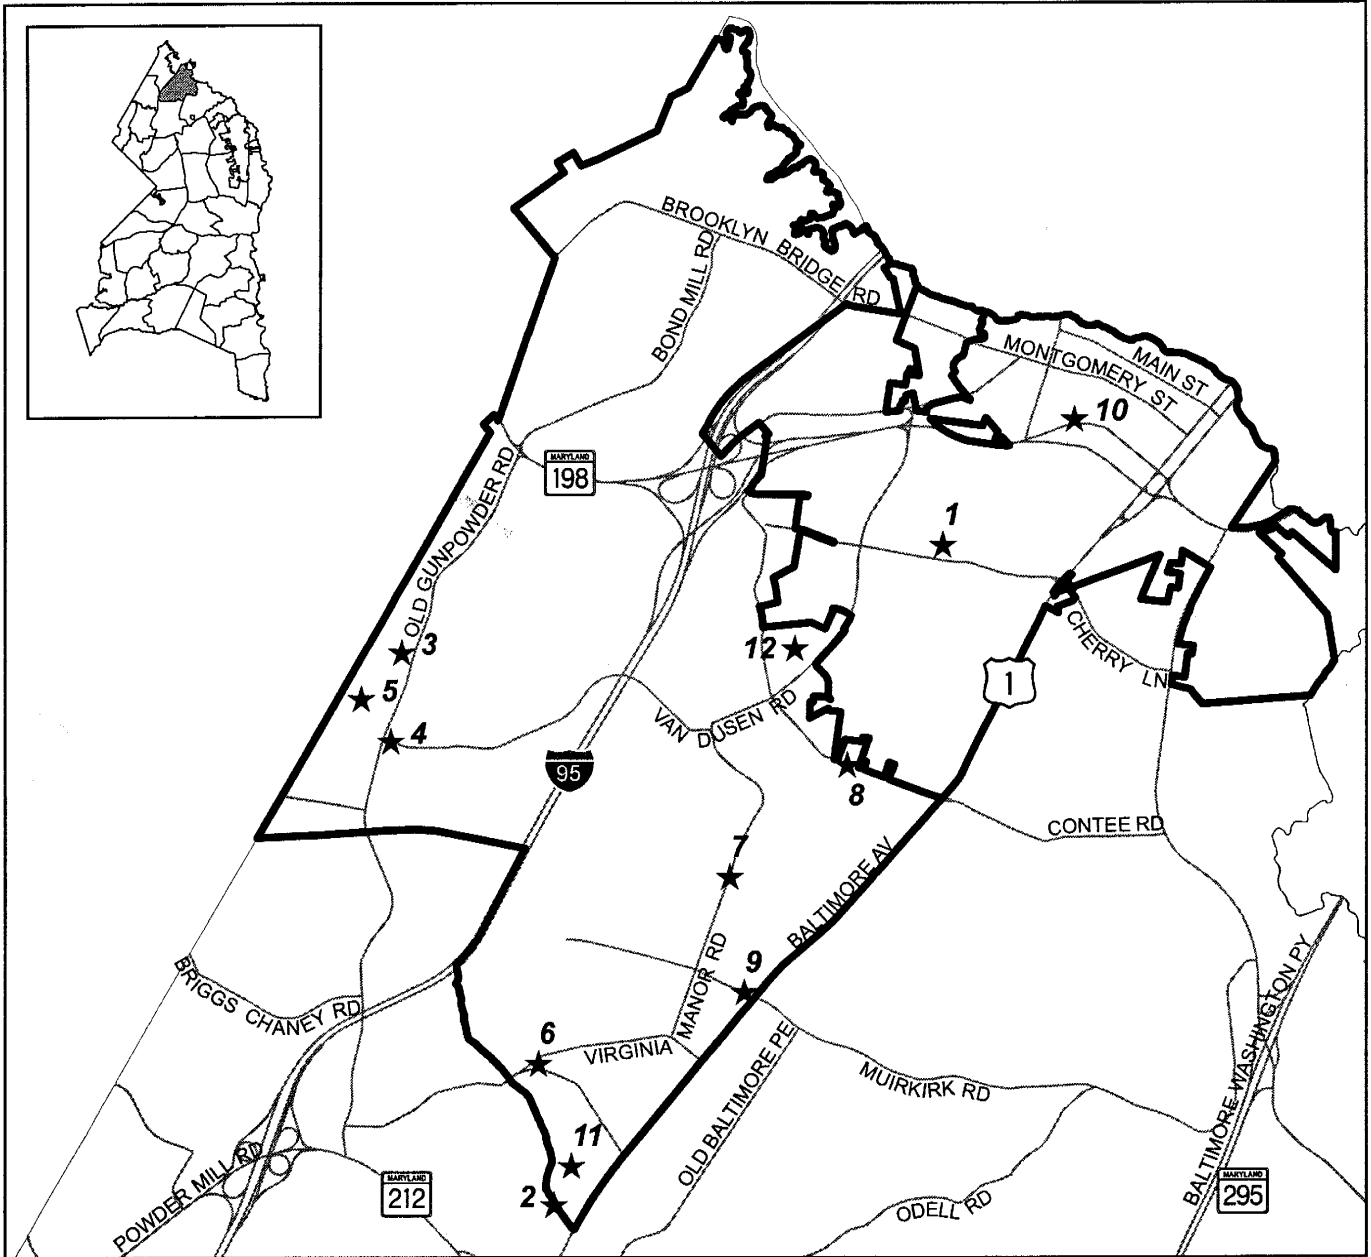 BROOKLYN BRIDGE RD
BOND MILL RD
MAIN ST
MONTGOMERY ST
10
MARYLAND
198
OLD GUNPOWDER RD
1
3
12
CHERRY LN
5
1
4
VAN DUSEN RD
95
8
CONTEE RD
7
BALTIMORE AV
9
MANOR RD
BRIGGS CHANEY RD
6
VIRGINIA
OLD BALTIMORE PE
MUIRKIRK RD
BALTIMORE WASHINGTON PY
11
POWDER MILL RD
MARYLAND
212
2
ODELL RD
MARYLAND
295